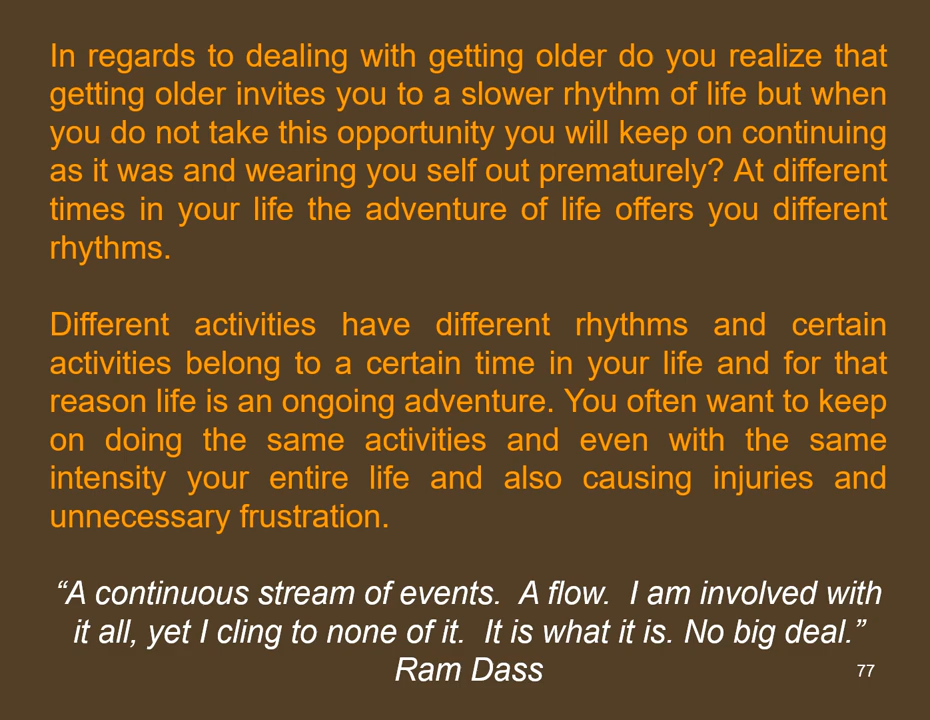 In regards to dealing with getting older do you realize that
getting older invites you to a slower rhythm of life but when
you do not take this opportunity you will keep on continuing
as it was and wearing you self out prematurely? At different
times in your life the adventure of life offers you different
rhythms.
Different activities have different rhythms and certain
activities belong to a certain time in your life and for that
reason life is an ongoing adventure. You often want to keep
on doing the same activities and even with the same
intensity your entire life and also causing injuries and
unnecessary frustration.
“A continuous stream of events.  A flow.  I am involved with
it all, yet I cling to none of it.  It is what it is. No big deal.”
Ram Dass
77